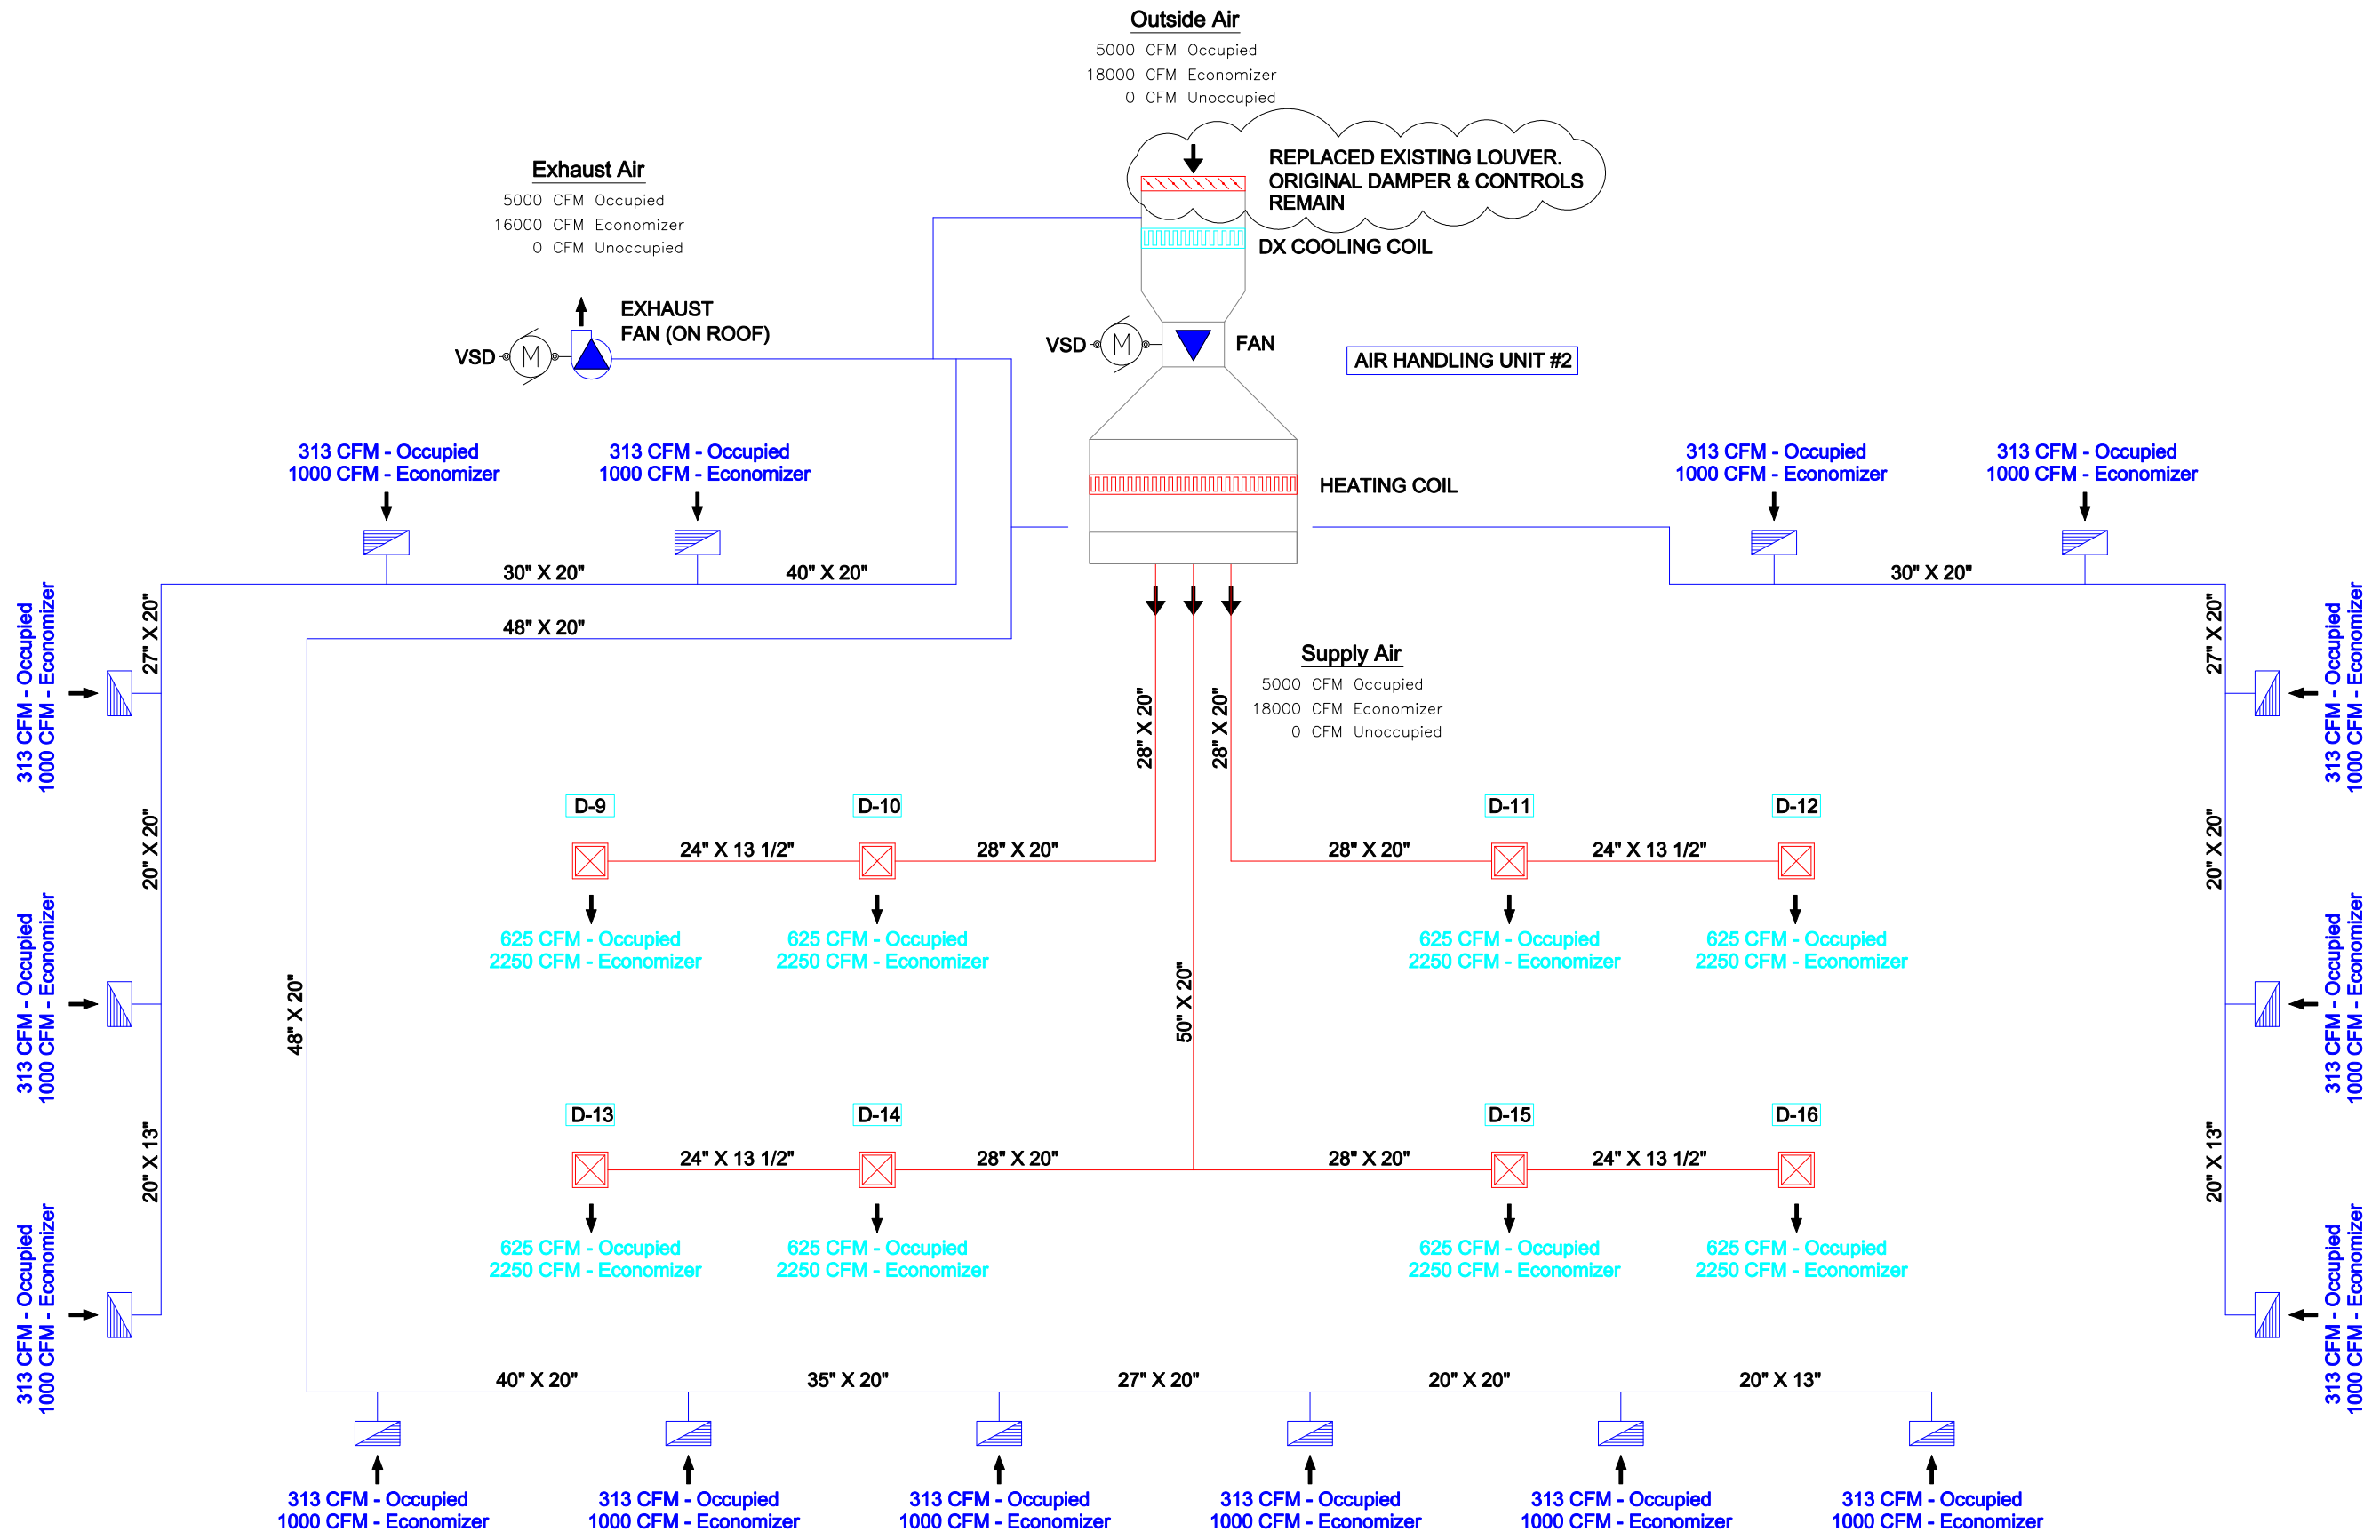 Outside Air
5000 CFM Occupied
18000 CFM Economizer
0 CFM Unoccupied
REPLACED EXISTING LOUVER.
ORIGINAL DAMPER & CONTROLS
REMAIN
Exhaust Air
5000 CFM Occupied
16000 CFM Economizer
0 CFM Unoccupied
DX COOLING COIL
EXHAUST
FAN (ON ROOF)
VSD
M
VSD
M
FAN
AIR HANDLING UNIT #2
313 CFM - Occupied
1000 CFM - Economizer
313 CFM - Occupied
1000 CFM - Economizer
313 CFM - Occupied
1000 CFM - Economizer
313 CFM - Occupied
1000 CFM - Economizer
HEATING COIL
30" X 20"
40" X 20"
30" X 20"
48" X 20"
313 CFM - Occupied
1000 CFM - Economizer
27" X 20"
27" X 20"
313 CFM - Occupied
1000 CFM - Economizer
Supply Air
5000 CFM Occupied
18000 CFM Economizer
0 CFM Unoccupied
28" X 20"
28" X 20"
D-9
D-10
D-11
D-12
20" X 20"
24" X 13 1/2"
28" X 20"
28" X 20"
24" X 13 1/2"
20" X 20"
625 CFM - Occupied
2250 CFM - Economizer
625 CFM - Occupied
2250 CFM - Economizer
625 CFM - Occupied
2250 CFM - Economizer
625 CFM - Occupied
2250 CFM - Economizer
313 CFM - Occupied
1000 CFM - Economizer
48" X 20"
50" X 20"
313 CFM - Occupied
1000 CFM - Economizer
D-13
D-14
D-15
D-16
20" X 13"
24" X 13 1/2"
28" X 20"
28" X 20"
24" X 13 1/2"
20" X 13"
625 CFM - Occupied
2250 CFM - Economizer
625 CFM - Occupied
2250 CFM - Economizer
625 CFM - Occupied
2250 CFM - Economizer
625 CFM - Occupied
2250 CFM - Economizer
313 CFM - Occupied
1000 CFM - Economizer
313 CFM - Occupied
1000 CFM - Economizer
40" X 20"
35" X 20"
27" X 20"
20" X 20"
20" X 13"
313 CFM - Occupied
1000 CFM - Economizer
313 CFM - Occupied
1000 CFM - Economizer
313 CFM - Occupied
1000 CFM - Economizer
313 CFM - Occupied
1000 CFM - Economizer
313 CFM - Occupied
1000 CFM - Economizer
313 CFM - Occupied
1000 CFM - Economizer